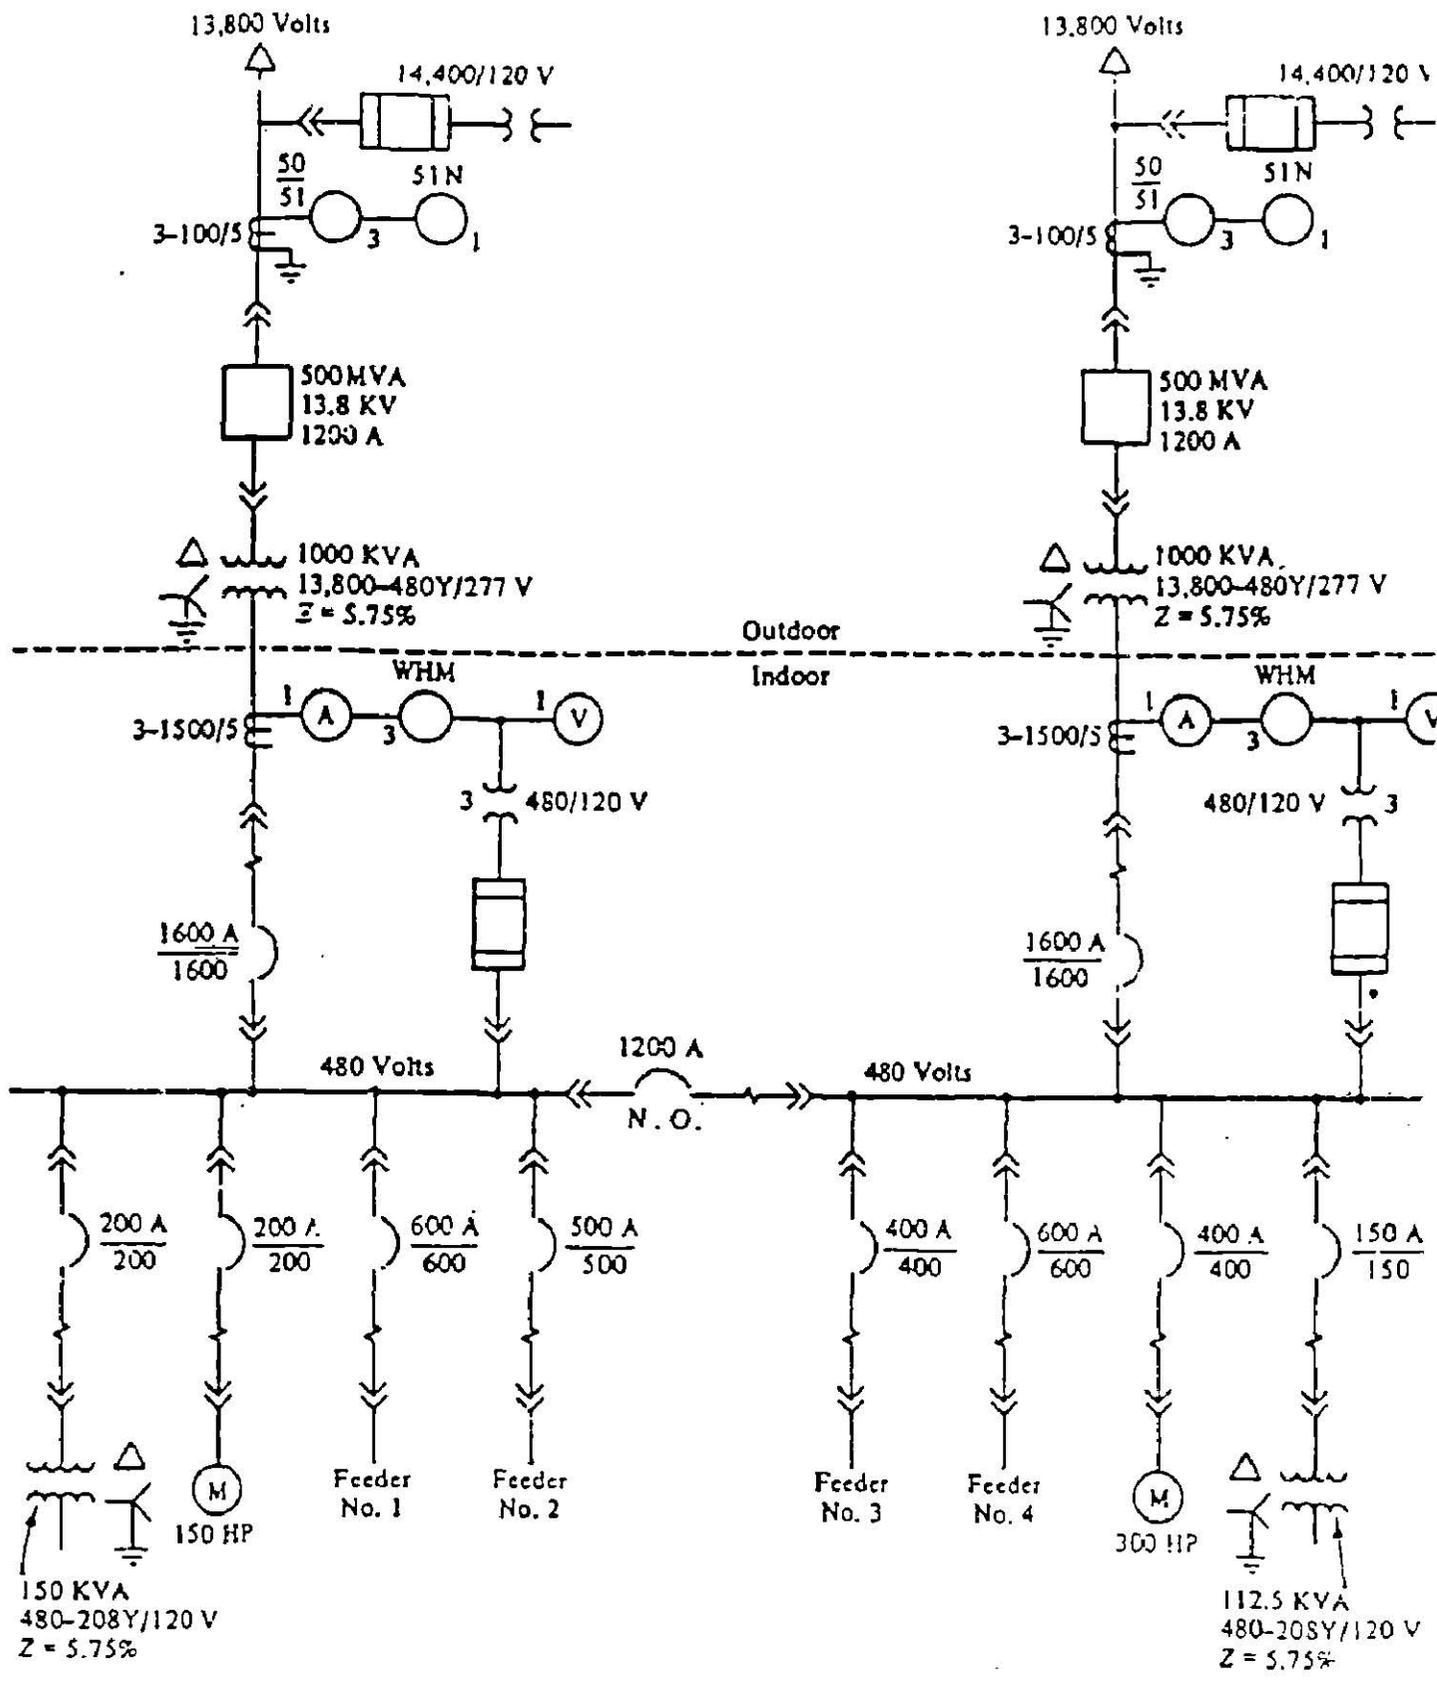 13,800 Volts
14,400/120 V
50
51
51N
3-100/5
3
1
500 MVA
13.8 KV
1200 A
1000 KVA
13,800-480Y/277 V
Z = 5.75%
13,800 Volts
14,400/120 V
50
51
51N
3-100/5
3
1
500 MVA
13.8 KV
1200 A
1000 KVA
13,800-480Y/277 V
Z = 5.75%
Outdoor
Indoor
WHM
1
A
3
1
V
3-1500/5
3
480/120 V
1600 A
1600
WHM
1
A
3
1
V
3-1500/5
480/120 V
3
1600 A
1600
480 Volts
1200 A
N.O.
480 Volts
200 A
200
200 A
200
600 A
600
500 A
500
400 A
400
600 A
600
400 A
400
150 A
150
M
150 HP
Feeder
No. 1
Feeder
No. 2
Feeder
No. 3
Feeder
No. 4
M
300 HP
150 KVA
480-208Y/120 V
Z = 5.75%
112.5 KVA
480-208Y/120 V
Z = 5.75%